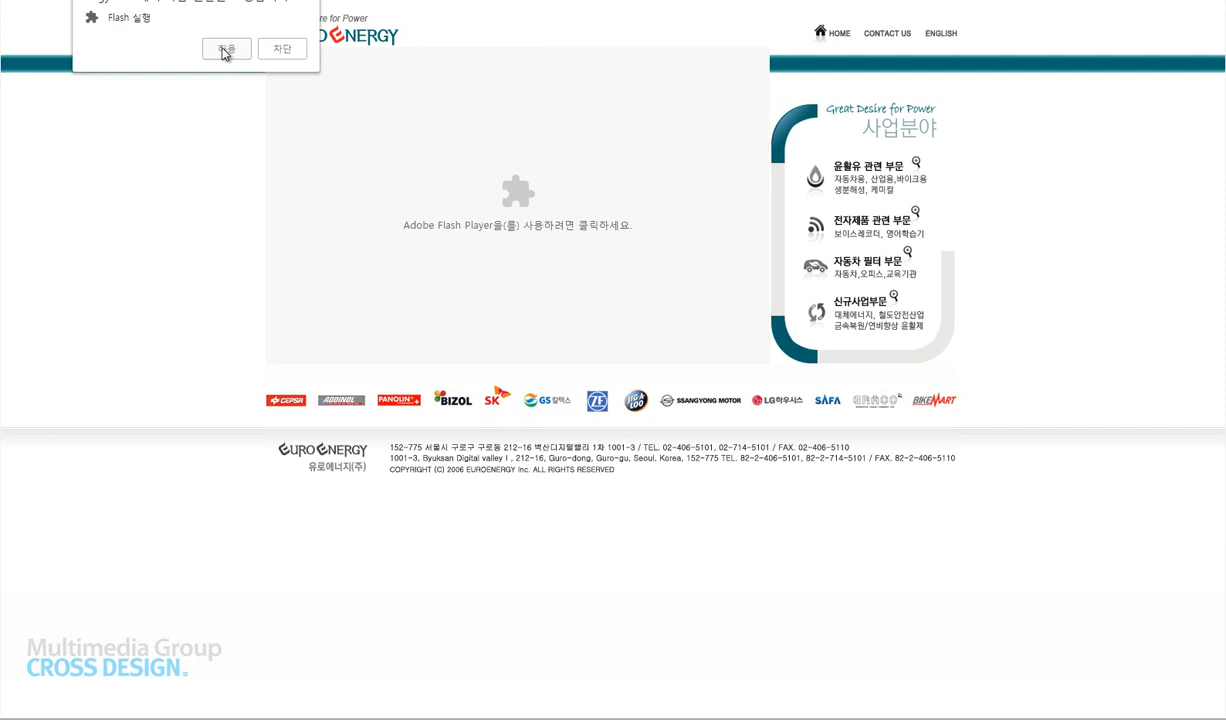 Flash 실행
차단
re for Power
EURO ENERGY
HOME
CONTACT US
ENGLISH
Adobe Flash Player을(를) 사용하려면 클릭하세요.
Great Desire for Power
사업분야
윤활유 관련 부문
자동차용, 산업용,바이크용
생분해성, 케미컬
전자제품 관련 부문
보이스레코더, 영어학습기
자동차 필터 부문
자동차,오피스,교육기관
신규사업부문
대체에너지, 철도안전산업
금속복원/연비향상 윤활제
CEPSA
ADDINOL
PANOLIN
BIZOL
SK
GS칼텍스
ZF
JIG A LOO
SSANGYONG MOTOR
LG하우시스
SAFA
BIKEMART
EURO ENERGY
유로에너지(주)
152-775 서울시 구로구 구로동 212-16 벽산디지털밸리 1차 1001-3 / TEL. 02-406-5101, 02-714-5101 / FAX. 02-406-5110
1001-3, Byuksan Digital valley I , 212-16, Guro-dong, Guro-gu, Seoul, Korea, 152-775 TEL. 82-2-406-5101, 82-2-714-5101 / FAX. 82-2-406-5110
COPYRIGHT (C) 2006 EUROENERGY Inc. ALL RIGHTS RESERVED
Multimedia Group
CROSS DESIGN.